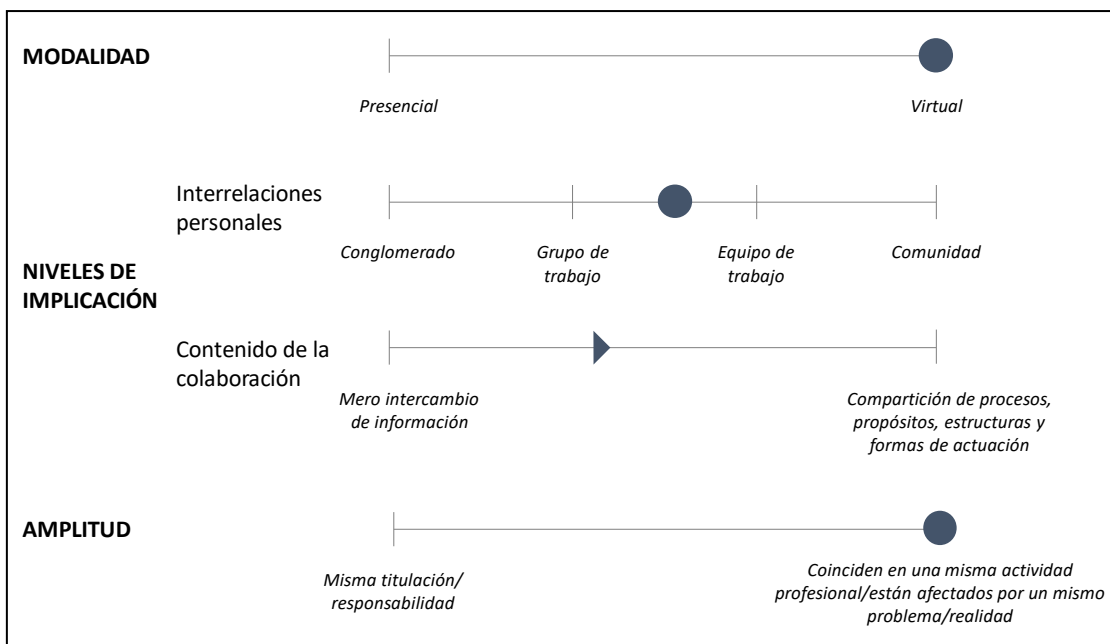 MODALIDAD
Presencial
Virtual
Interrelaciones
personales
Conglomerado
Grupo de
trabajo
Equipo de
trabajo
Comunidad
NIVELES DE
IMPLICACIÓN
Contenido de la
colaboración
Mero intercambio
de información
Compartición de procesos,
propósitos, estructuras y
formas de actuación
AMPLITUD
Misma titulación/
responsabilidad
Coinciden en una misma actividad
profesional/están afectados por un mismo
problema/realidad